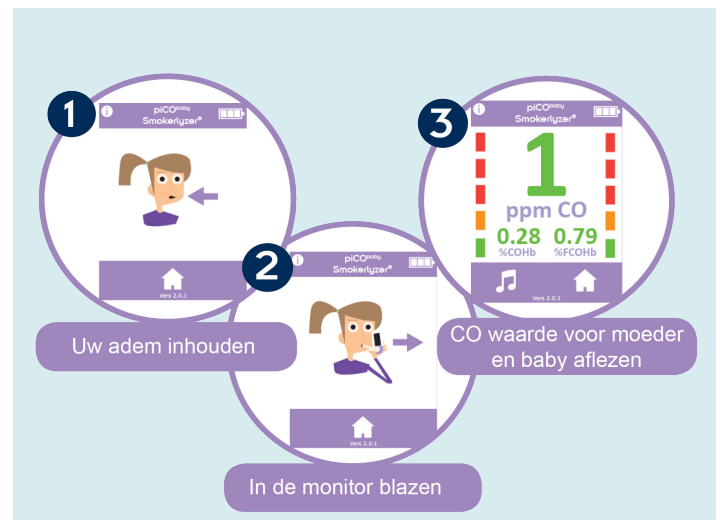 1
i
piCObaby
Smokerlyzer®
Vers 2.0.1
Uw adem inhouden
2
i
piCObaby
Smokerlyzer®
Vers 2.0.1
In de monitor blazen
3
i
piCObaby
Smokerlyzer®
1
ppm CO
0.28 0.79
%COHb %FCOHb
Vers 2.0.1
CO waarde voor moeder
en baby aflezen